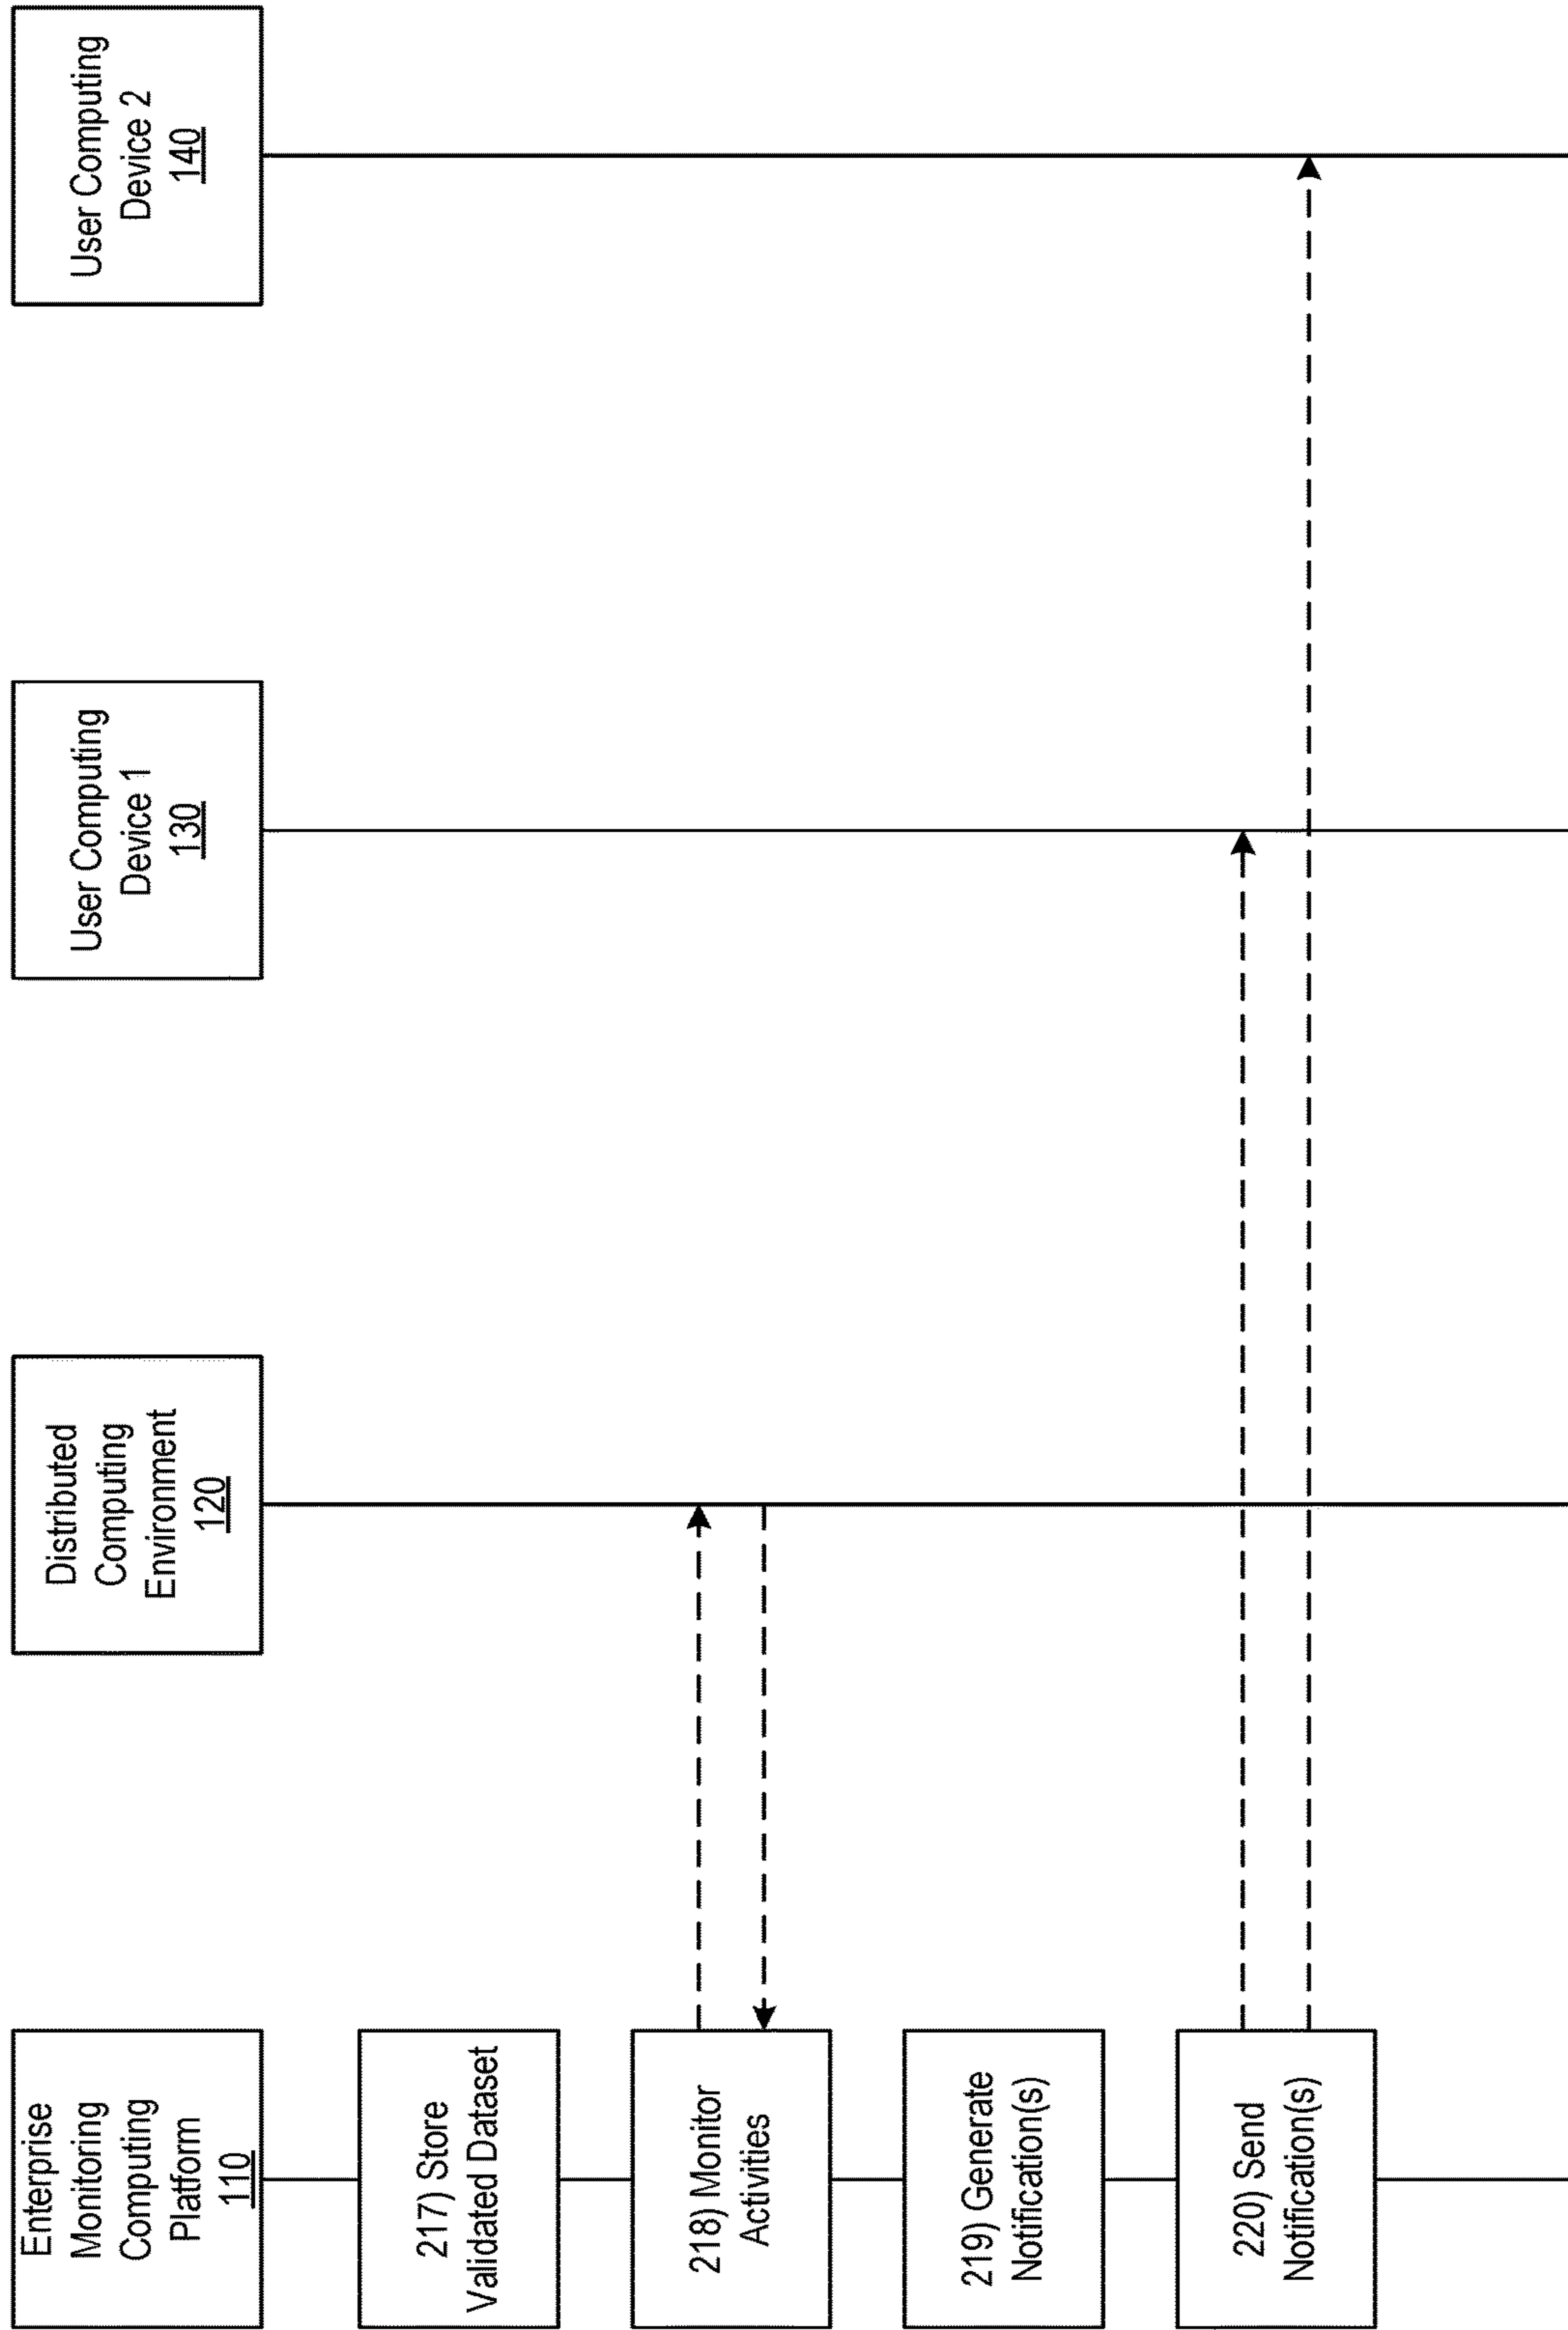 Enterprise
Monitoring
Computing
Platform
110
Distributed
Computing
Environment
120
User Computing
Device 1
130
User Computing
Device 2
140
217) Store
Validated Dataset
218) Monitor
Activities
219) Generate
Notification(s)
220) Send
Notification(s)